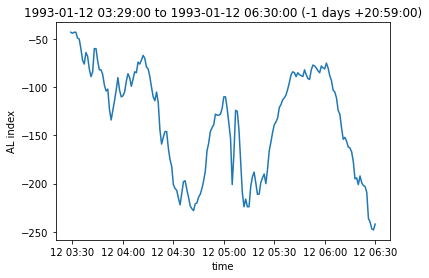 1993-01-12 03:29:00 to 1993-01-12 06:30:00 (-1 days +20:59:00)
−50
−100
−150
−200
−250
AL index
12 03:30 12 04:00 12 04:30 12 05:00 12 05:30 12 06:00 12 06:30
time